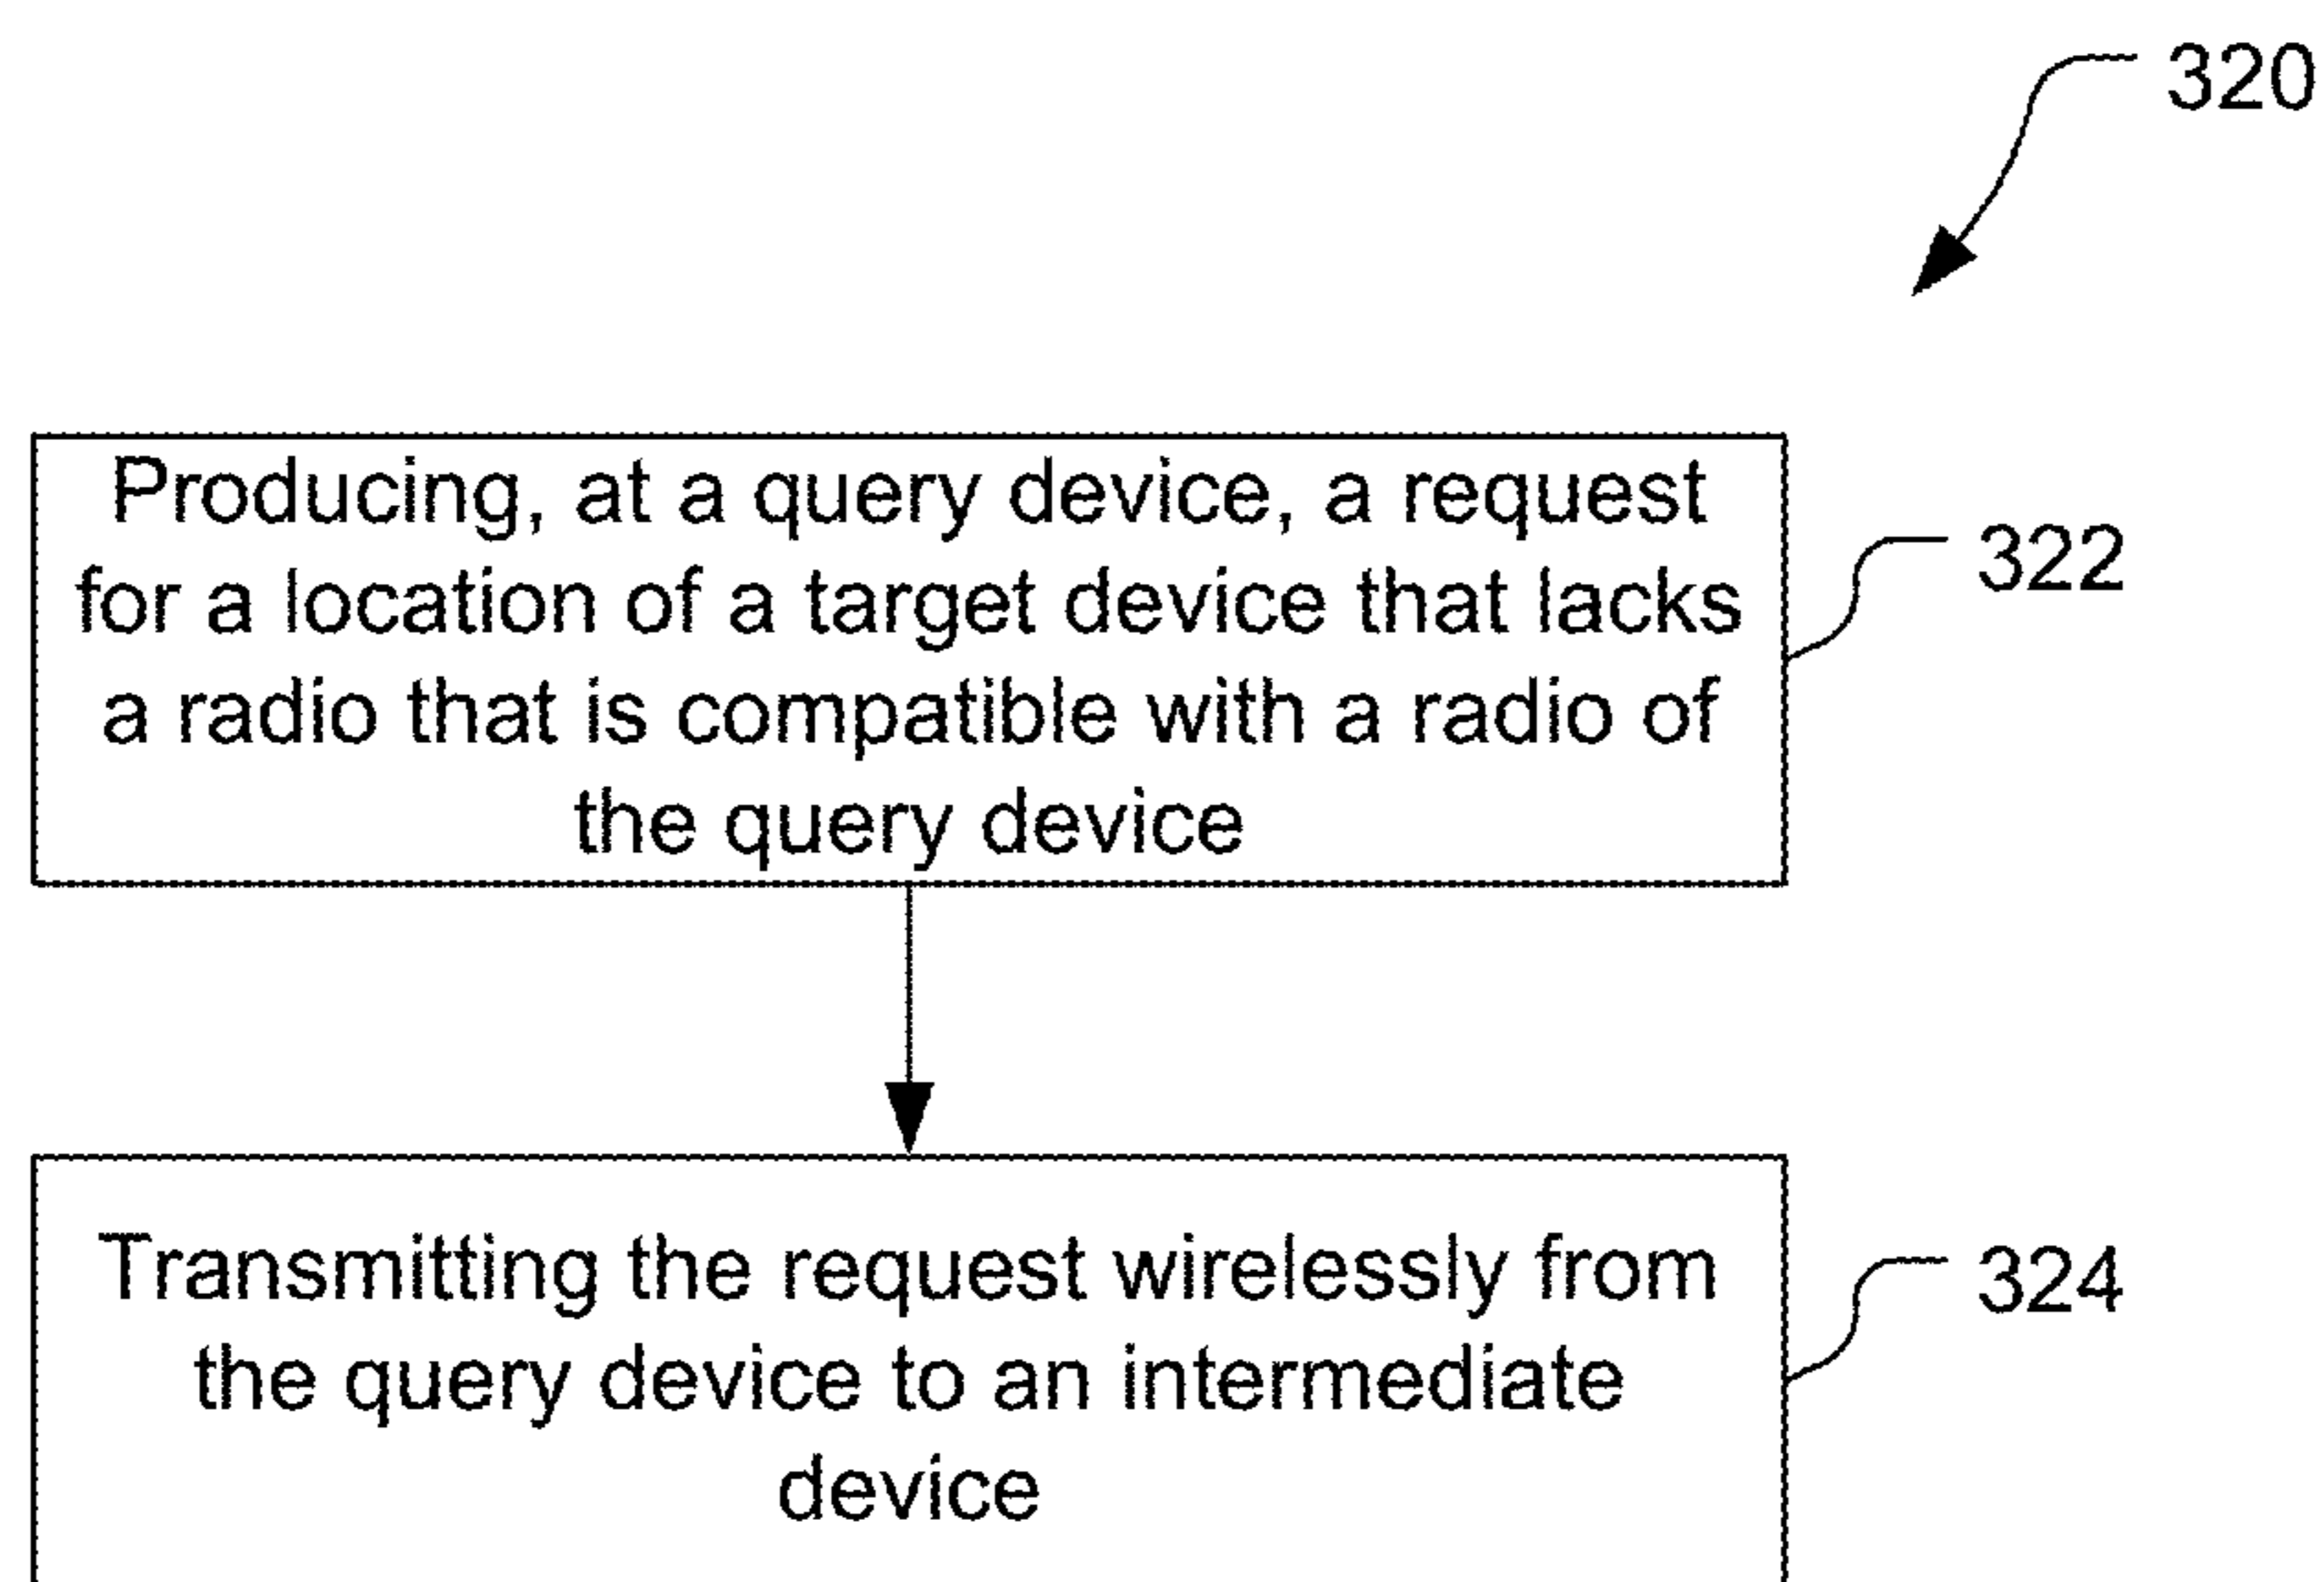 320
Producing, at a query device, a request
for a location of a target device that lacks
a radio that is compatible with a radio of
the query device
322
Transmitting the request wirelessly from
the query device to an intermediate
device
324